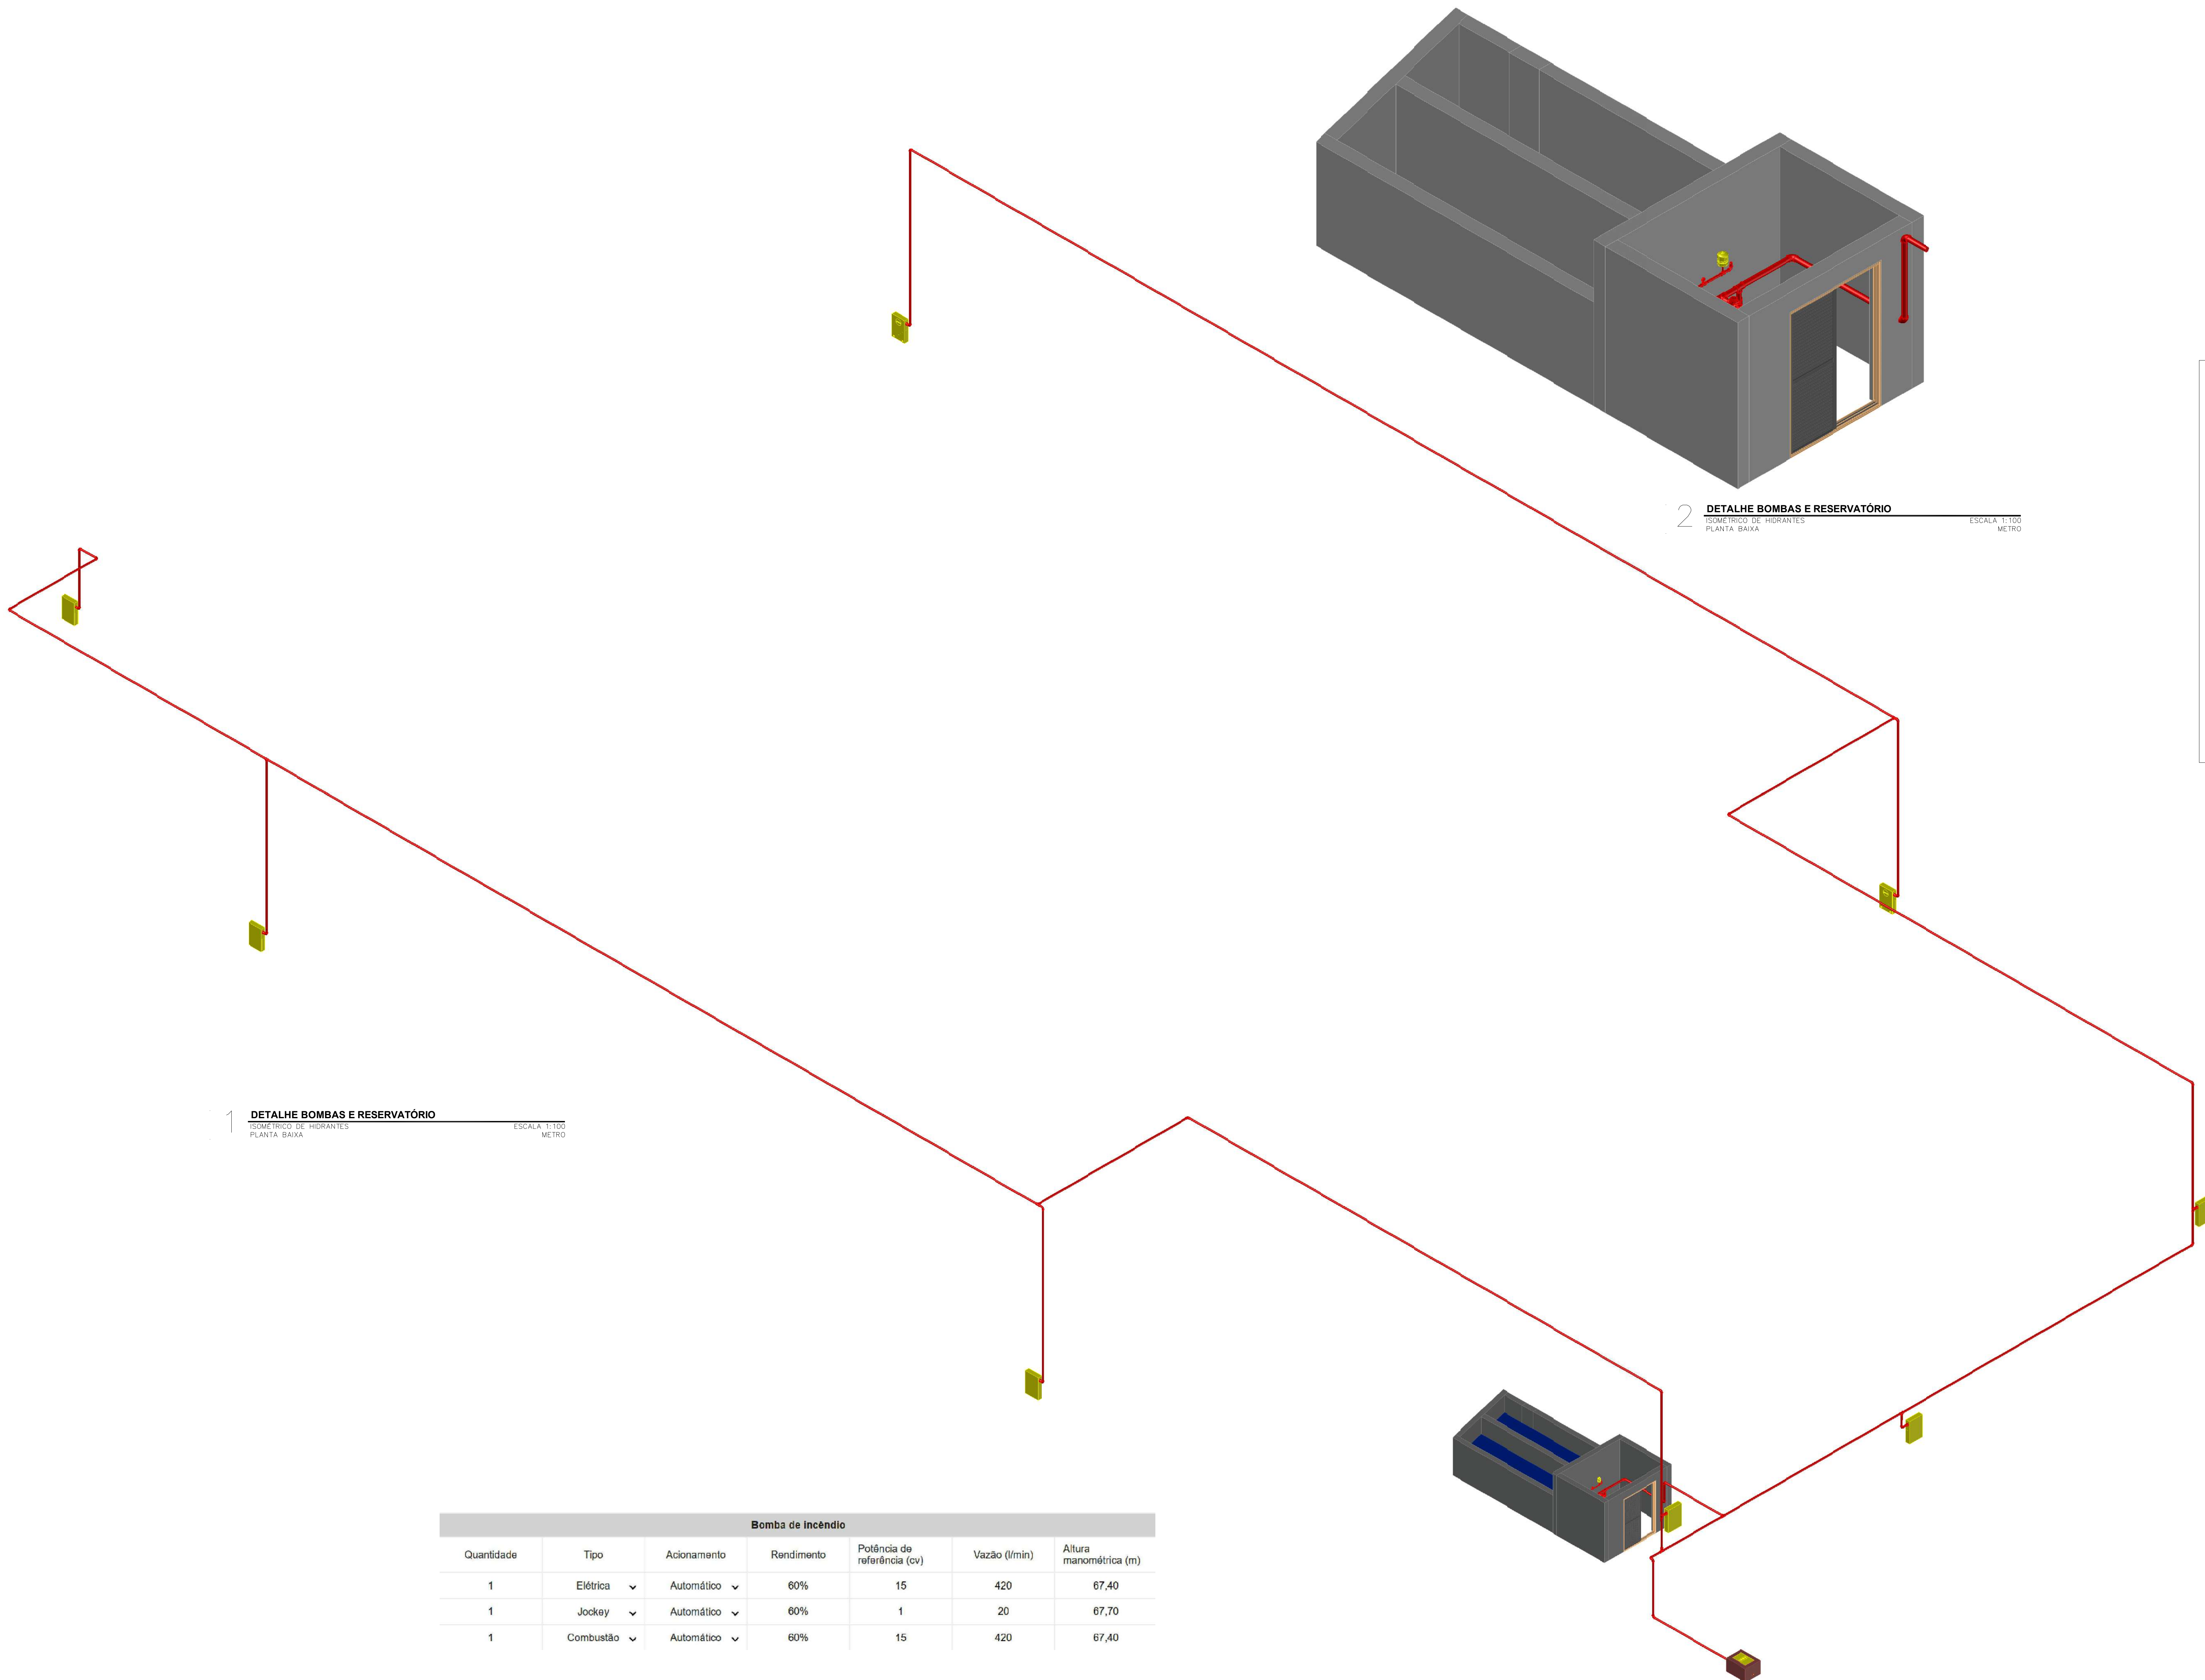 2 DETALHE BOMBAS E RESERVATÓRIO
ISOMÉTRICO DE HIDRANTES ESCALA 1:100
PLANTA BAIXA METRO
1 DETALHE BOMBAS E RESERVATÓRIO
ISOMÉTRICO DE HIDRANTES ESCALA 1:100
PLANTA BAIXA METRO
Bomba de incêndio
Quantidade Tipo Acionamento Rendimento Potência de referência (cv) Vazão (l/min) Altura manométrica (m)
1 Elétrica Automático 60% 15 420 67,40
1 Jockey Automático 60% 1 20 67,70
1 Combustão Automático 60% 15 420 67,40